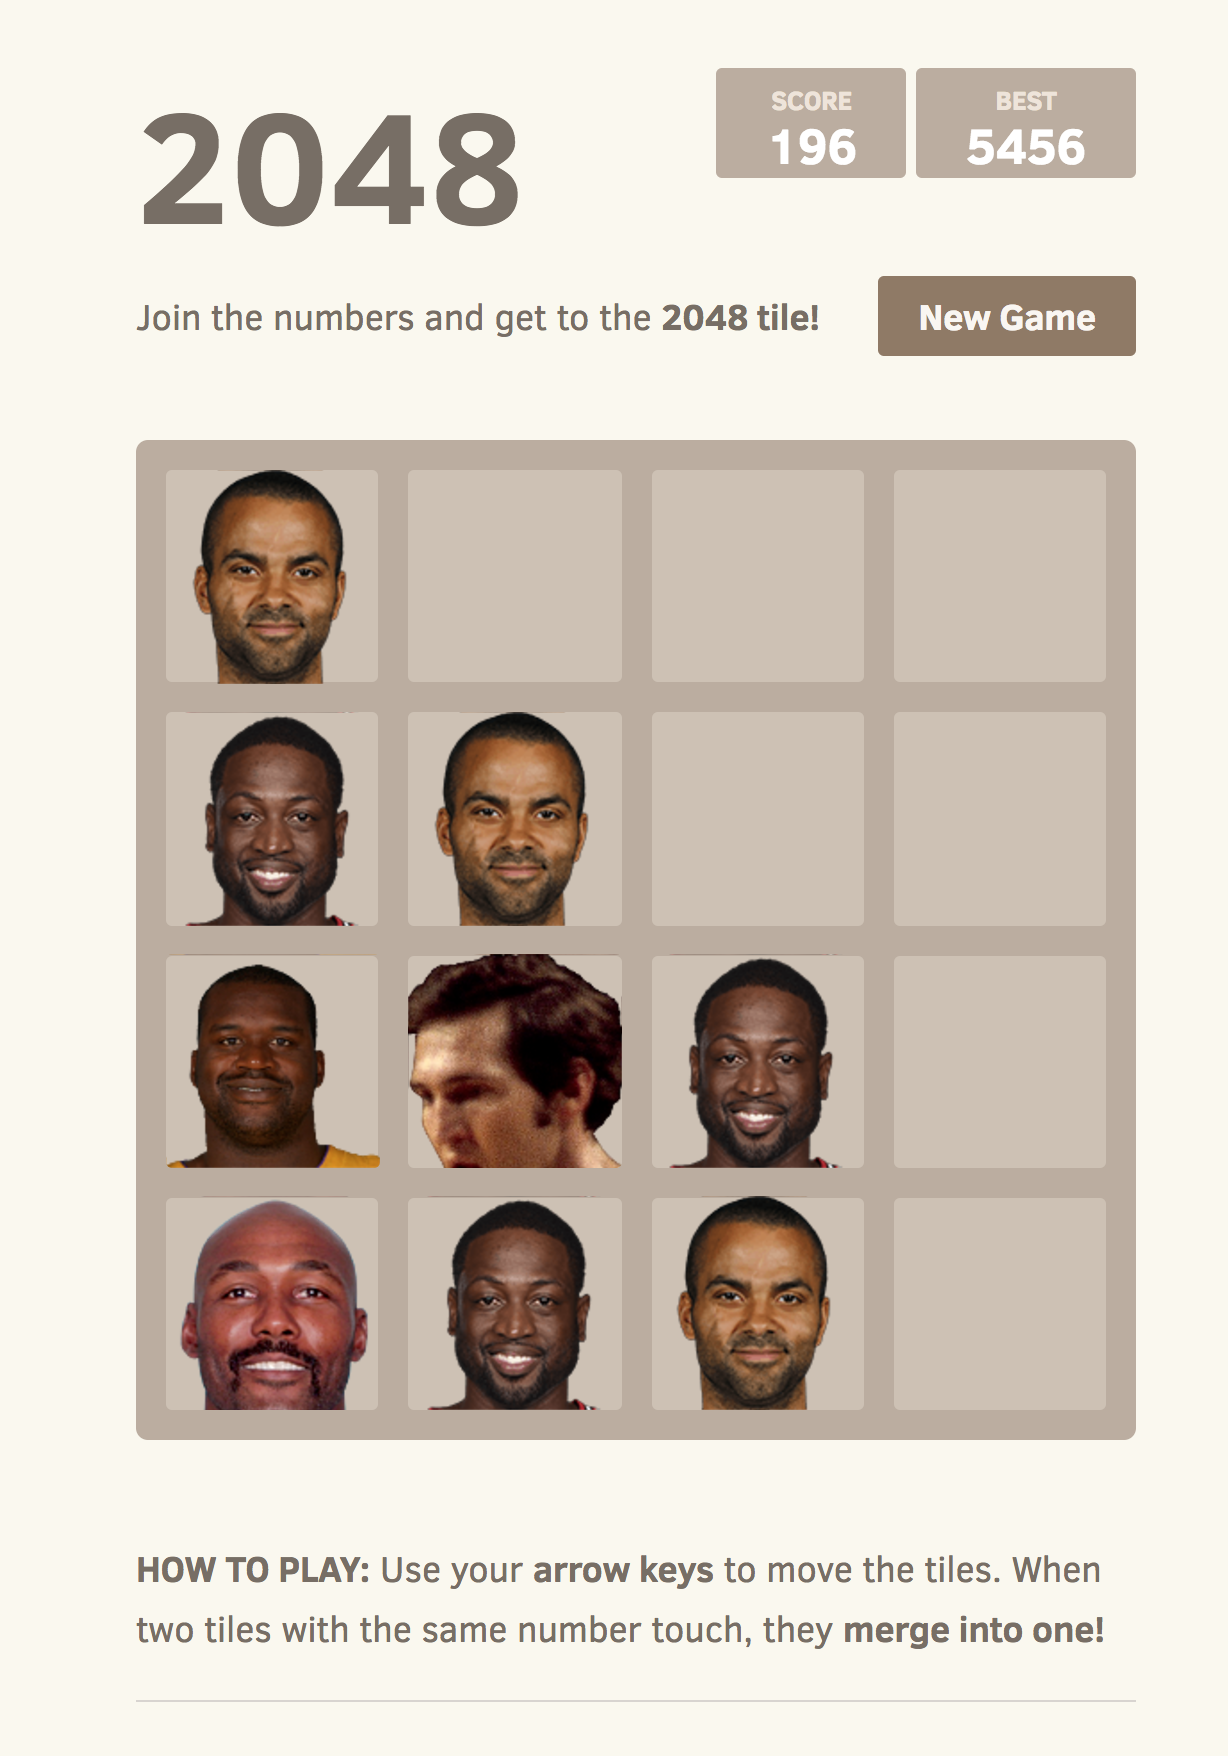 2048
SCORE
196
BEST
5456
Join the numbers and get to the 2048 tile!
New Game
HOW TO PLAY: Use your arrow keys to move the tiles. When
two tiles with the same number touch, they merge into one!